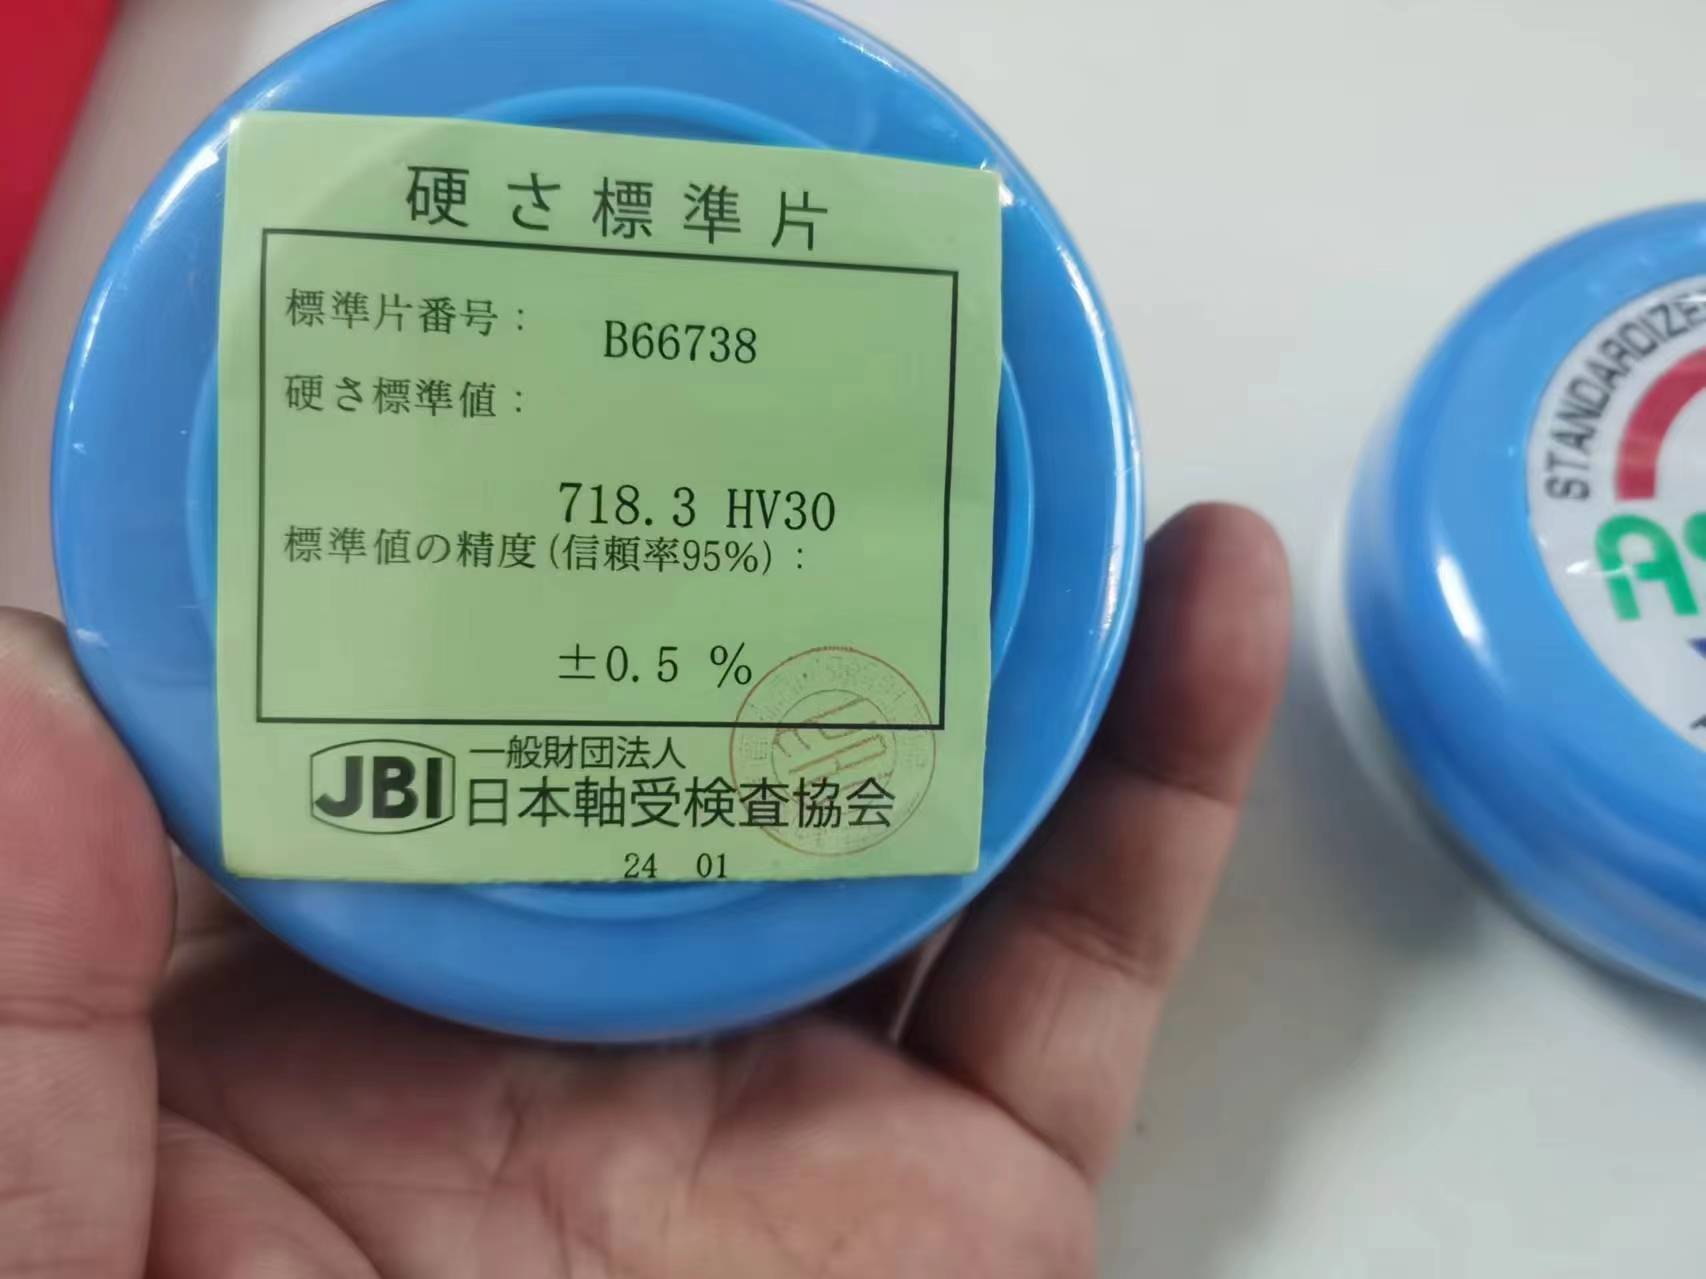 硬さ標準片
標準片番号：
B66738
硬さ標準値：
718.3 HV30
標準値の精度(信頼率95%)：
±0.5 %
JBI
一般財団法人
日本軸受検査協会
24 01